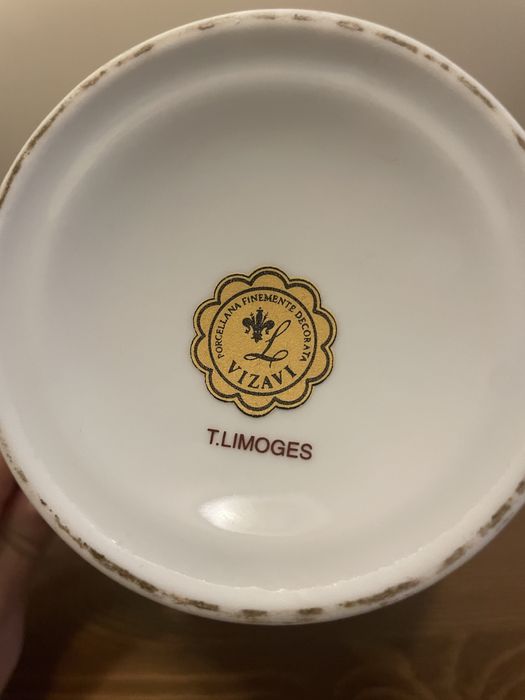 PORCELLANA FINEMENTE DECORATA
L
VIZAVI
T.LIMOGES